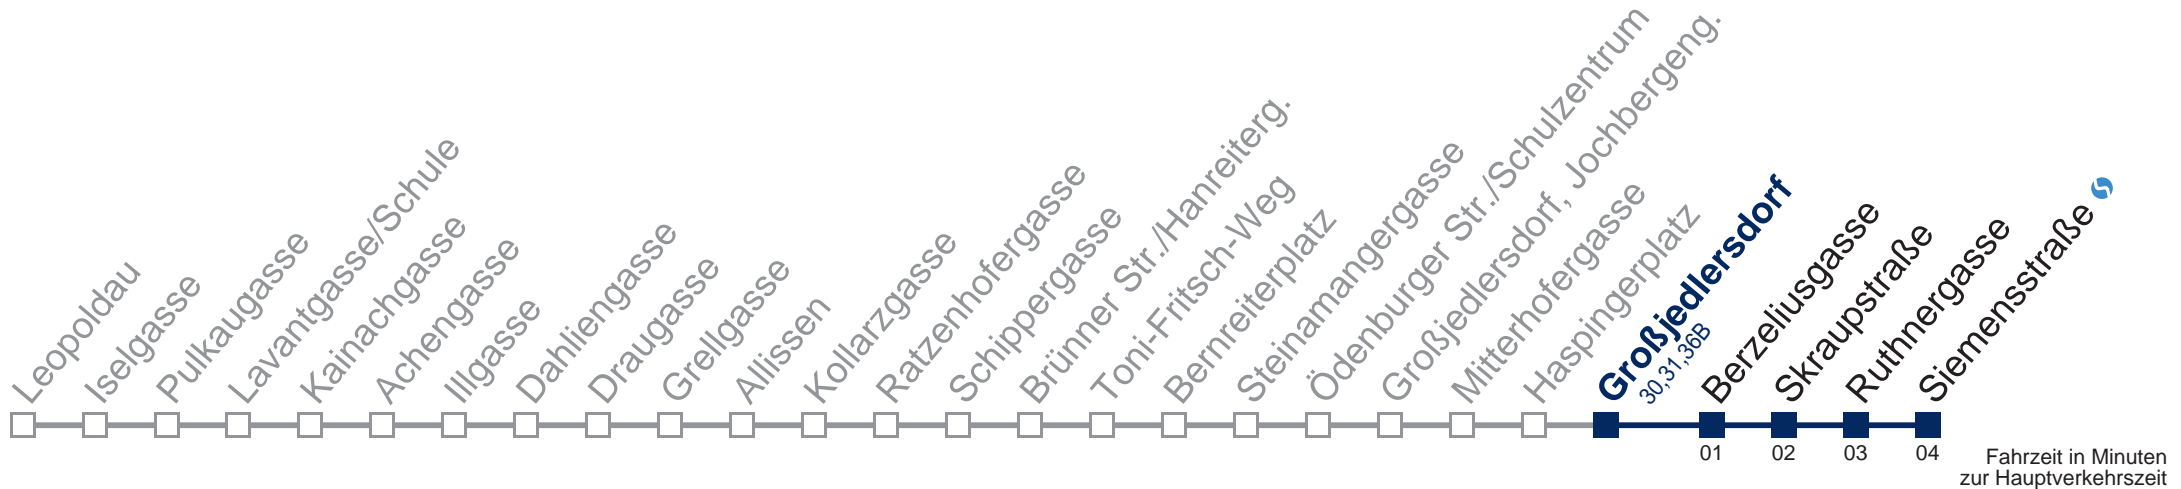 Leopoldau
Iselgasse
Pulkaugasse
Lavantgasse/Schule
Kainachgasse
Achengasse
Illgasse
Dahliengasse
Draugasse
Grellgasse
Allissen
Kollarzgasse
Ratzenhofergasse
Schippergasse
Brünner Str./Hanreiterg.
Toni-Fritsch-Weg
Bernreiterplatz
Steinamangergasse
Ödenburger Str./Schulzentrum
Großjedlersdorf, Jochbergeng.
Mitterhofergasse
Haspingerplatz
Großjedlersdorf
30,31,36B
Berzeliusgasse
Skraupstraße
Ruthnergasse
Siemensstraße
01
02
03
04
Fahrzeit in Minuten
zur Hauptverkehrszeit